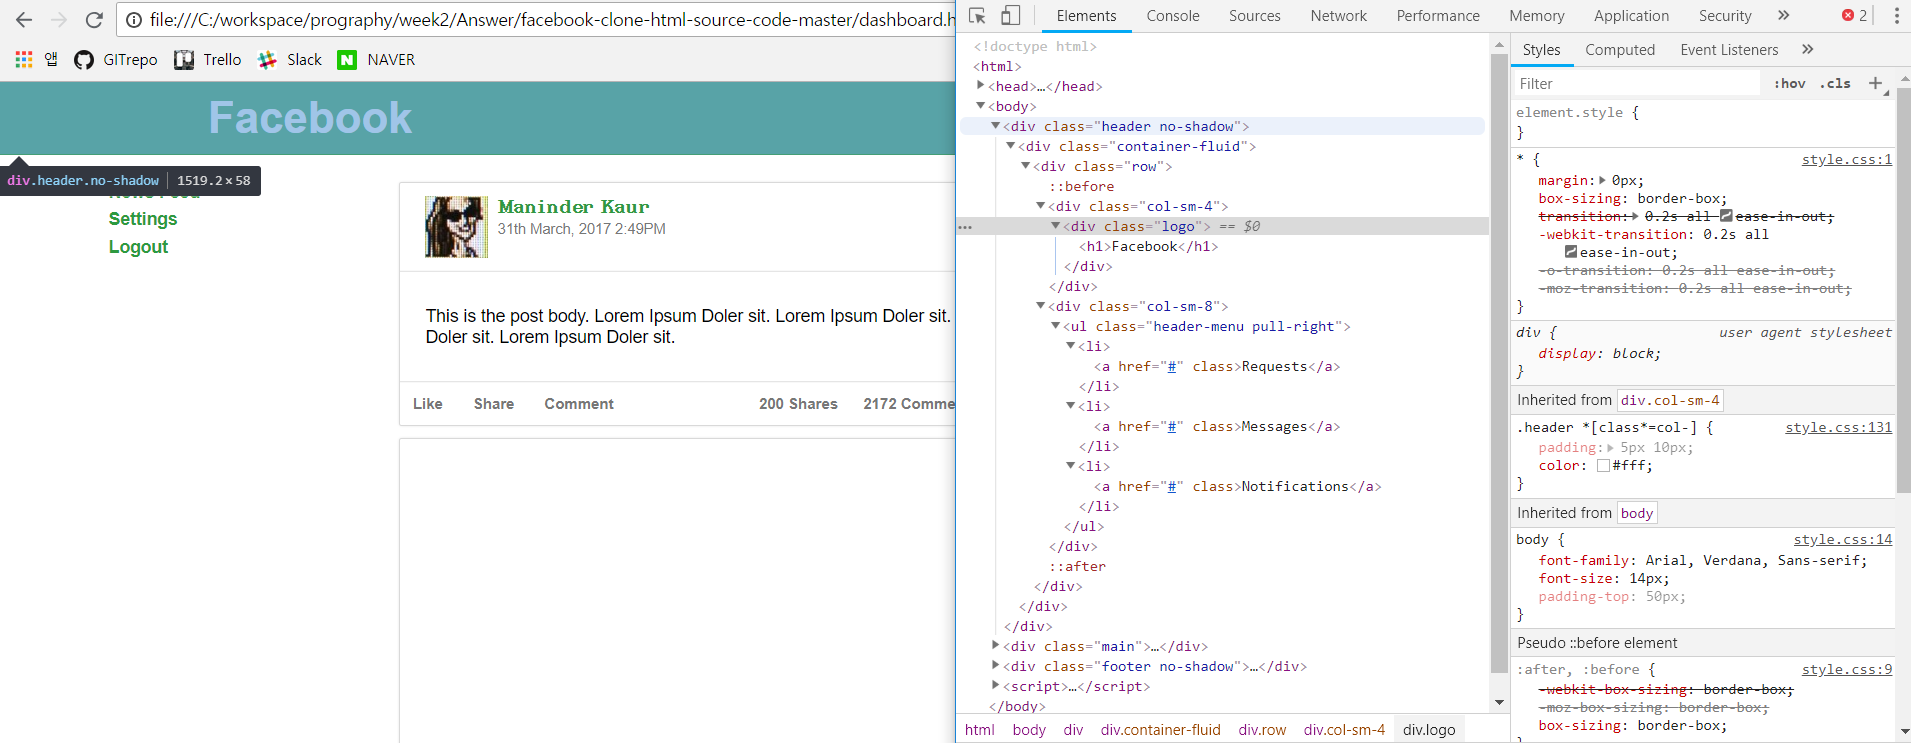 file:///C:/workspace/prography/week2/Answer/facebook-clone-html-source-code-master/dashboard.h
앱 GITrepo Trello Slack NAVER
Facebook
div.header.no-shadow 1519.2 × 58
Settings
Logout
Maninder Kaur
31th March, 2017 2:49PM
This is the post body. Lorem Ipsum Doler sit. Lorem Ipsum Doler sit.
Doler sit. Lorem Ipsum Doler sit.
Like Share Comment 200 Shares 2172 Comme
Elements Console Sources Network Performance Memory Application Security » 2
<!doctype html>
<html>
<head>…</head>
<body>
<div class="header no-shadow">
<div class="container-fluid">
<div class="row">
::before
<div class="col-sm-4">
<div class="logo"> == $0
<h1>Facebook</h1>
</div>
</div>
<div class="col-sm-8">
<ul class="header-menu pull-right">
<li>
<a href="#" class>Requests</a>
</li>
<li>
<a href="#" class>Messages</a>
</li>
<li>
<a href="#" class>Notifications</a>
</li>
</ul>
</div>
::after
</div>
</div>
</div>
<div class="main">…</div>
<div class="footer no-shadow">…</div>
<script>…</script>
</body>
html body div div.container-fluid div.row div.col-sm-4 div.logo
Styles Computed Event Listeners »
Filter :hov .cls +
element.style {
}
* { style.css:1
margin: 0px;
box-sizing: border-box;
transition: 0.2s all ease-in-out;
-webkit-transition: 0.2s all
ease-in-out;
-o-transition: 0.2s all ease-in-out;
-moz-transition: 0.2s all ease-in-out;
}
div { user agent stylesheet
display: block;
}
Inherited from div.col-sm-4
.header *[class*=col-] { style.css:131
padding: 5px 10px;
color: #fff;
}
Inherited from body
body { style.css:14
font-family: Arial, Verdana, Sans-serif;
font-size: 14px;
padding-top: 50px;
}
Pseudo ::before element
:after, :before { style.css:9
-webkit-box-sizing: border-box;
-moz-box-sizing: border-box;
box-sizing: border-box;